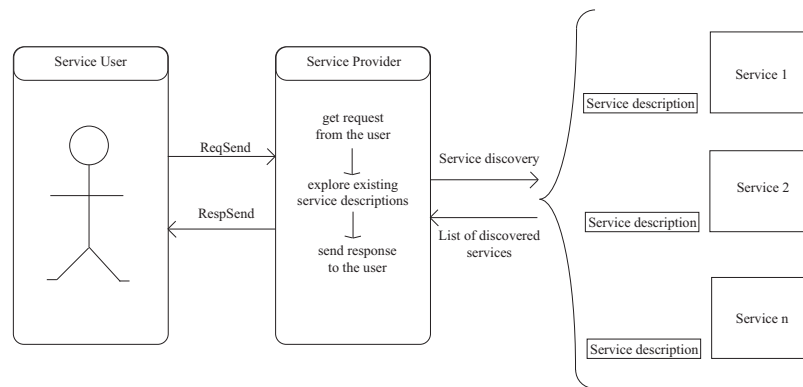 Service User
Service Provider
get request
from the user
explore existing
service descriptions
send response
to the user
ReqSend
RespSend
Service discovery
List of discovered
services
Service description
Service 1
Service description
Service 2
Service description
Service n